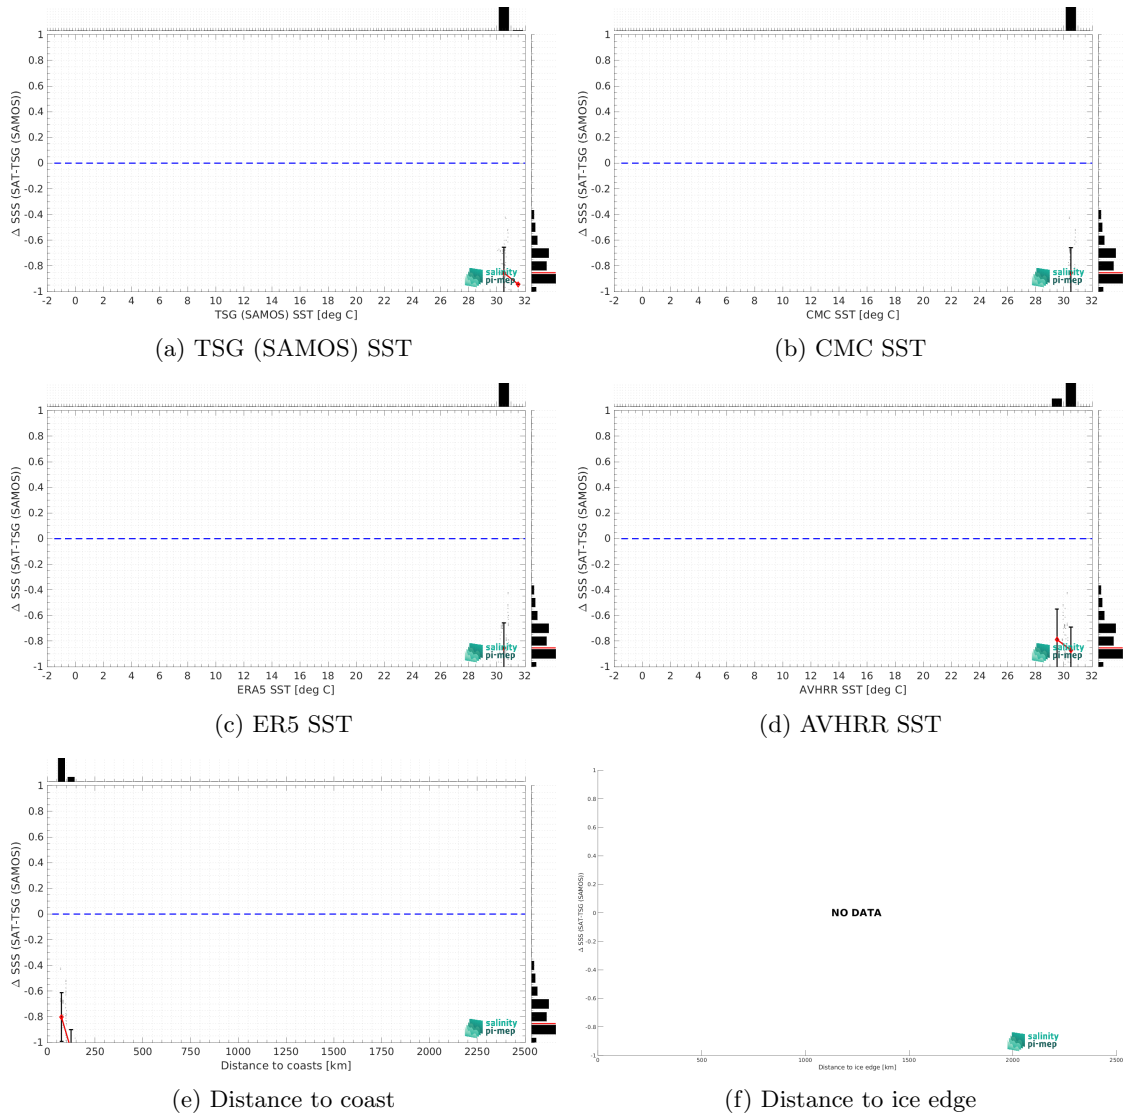 1
0.8
0.6
0.4
0.2
0
-0.2
-0.4
-0.6
-0.8
-1
Δ SSS (SAT-TSG (SAMOS))
-2 0 2 4 6 8 10 12 14 16 18 20 22 24 26 28 30 32
TSG (SAMOS) SST [deg C]
salinity
pi-mep
(a) TSG (SAMOS) SST
1
0.8
0.6
0.4
0.2
0
-0.2
-0.4
-0.6
-0.8
-1
Δ SSS (SAT-TSG (SAMOS))
-2 0 2 4 6 8 10 12 14 16 18 20 22 24 26 28 30 32
CMC SST [deg C]
salinity
pi-mep
(b) CMC SST
1
0.8
0.6
0.4
0.2
0
-0.2
-0.4
-0.6
-0.8
-1
Δ SSS (SAT-TSG (SAMOS))
-2 0 2 4 6 8 10 12 14 16 18 20 22 24 26 28 30 32
ERA5 SST [deg C]
salinity
pi-mep
(c) ER5 SST
1
0.8
0.6
0.4
0.2
0
-0.2
-0.4
-0.6
-0.8
-1
Δ SSS (SAT-TSG (SAMOS))
-2 0 2 4 6 8 10 12 14 16 18 20 22 24 26 28 30 32
AVHRR SST [deg C]
salinity
pi-mep
(d) AVHRR SST
1
0.8
0.6
0.4
0.2
0
-0.2
-0.4
-0.6
-0.8
-1
Δ SSS (SAT-TSG (SAMOS))
0 250 500 750 1000 1250 1500 1750 2000 2250 2500
Distance to coasts [km]
salinity
pi-mep
(e) Distance to coast
1
0.8
0.6
0.4
0.2
0
-0.2
-0.4
-0.6
-0.8
-1
Δ SSS (SAT-TSG (SAMOS))
NO DATA
0 500 1000 1500 2000 2500
Distance to ice edge [km]
salinity
pi-mep
(f) Distance to ice edge